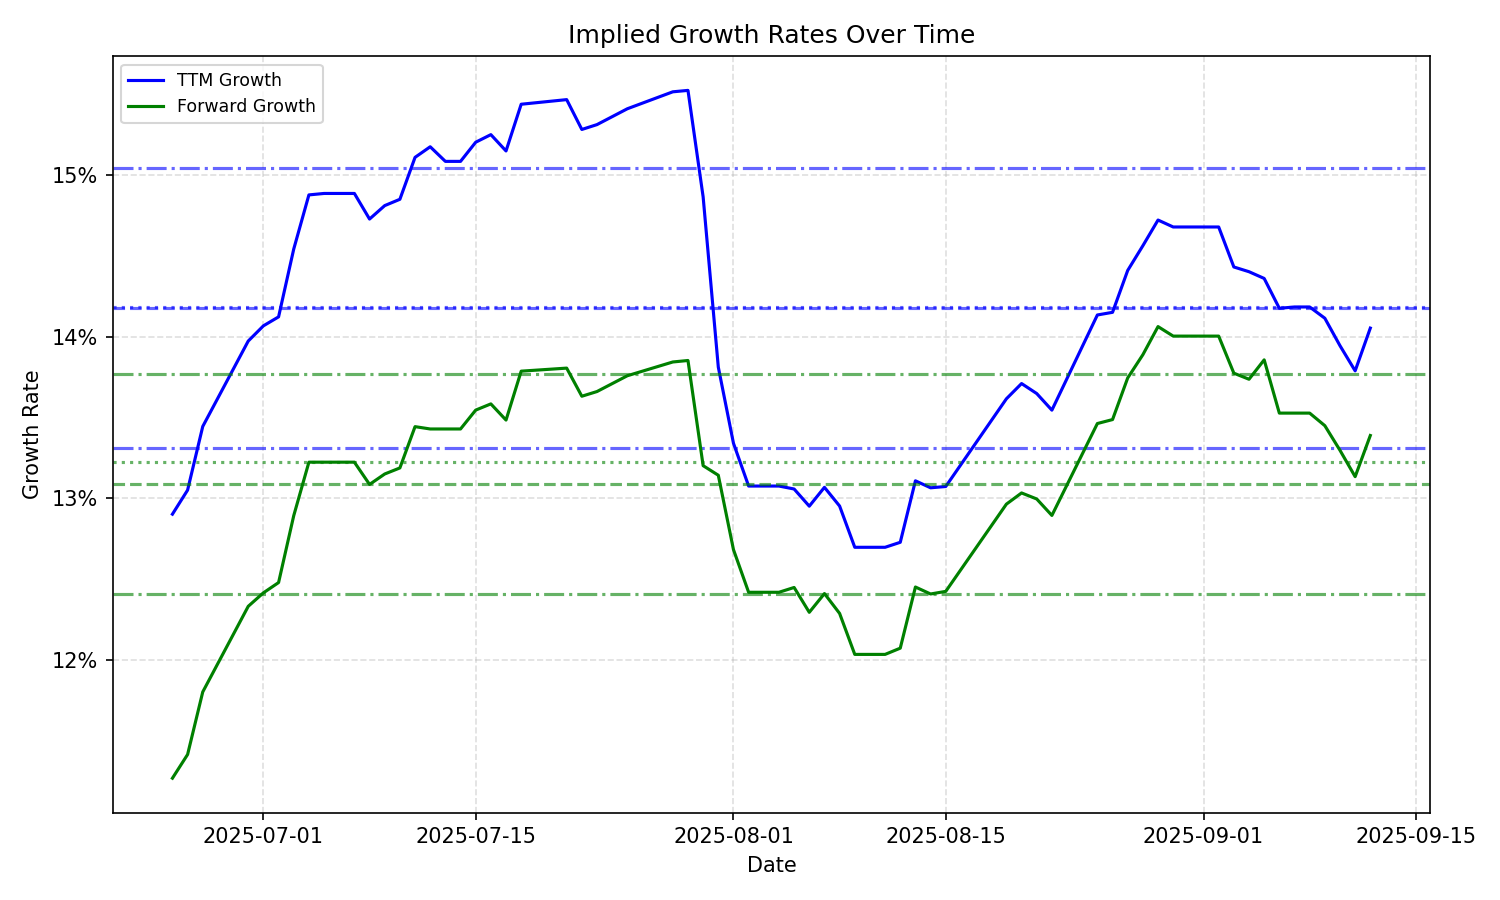 Implied Growth Rates Over Time
TTM Growth
Forward Growth
15%
14%
13%
12%
Growth Rate
2025-07-01
2025-07-15
2025-08-01
2025-08-15
2025-09-01
2025-09-15
Date